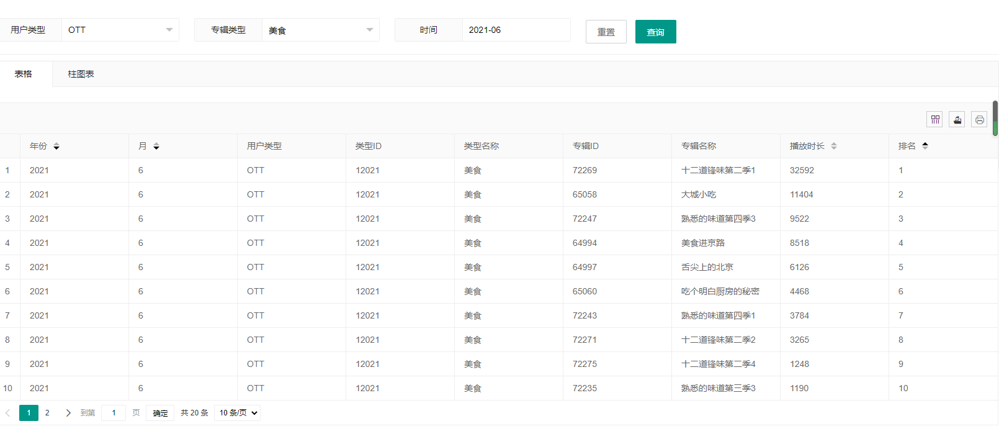 用户类型 OTT 专辑类型 美食 时间 2021-06 重置 查询
表格 柱图表
年份 月 用户类型 类型ID 类型名称 专辑ID 专辑名称 播放时长 排名
1 2021 6 OTT 12021 美食 72269 十二道锋味第二季1 32592 1
2 2021 6 OTT 12021 美食 65058 大城小吃 11404 2
3 2021 6 OTT 12021 美食 72247 熟悉的味道第四季3 9522 3
4 2021 6 OTT 12021 美食 64994 美食进京路 8518 4
5 2021 6 OTT 12021 美食 64997 舌尖上的北京 6126 5
6 2021 6 OTT 12021 美食 65060 吃个明白厨房的秘密 4468 6
7 2021 6 OTT 12021 美食 72243 熟悉的味道第四季1 3784 7
8 2021 6 OTT 12021 美食 72271 十二道锋味第二季2 3265 8
9 2021 6 OTT 12021 美食 72275 十二道锋味第二季4 1248 9
10 2021 6 OTT 12021 美食 72235 熟悉的味道第三季3 1190 10
1 2 到第 1 页 确定 共 20 条 10 条/页